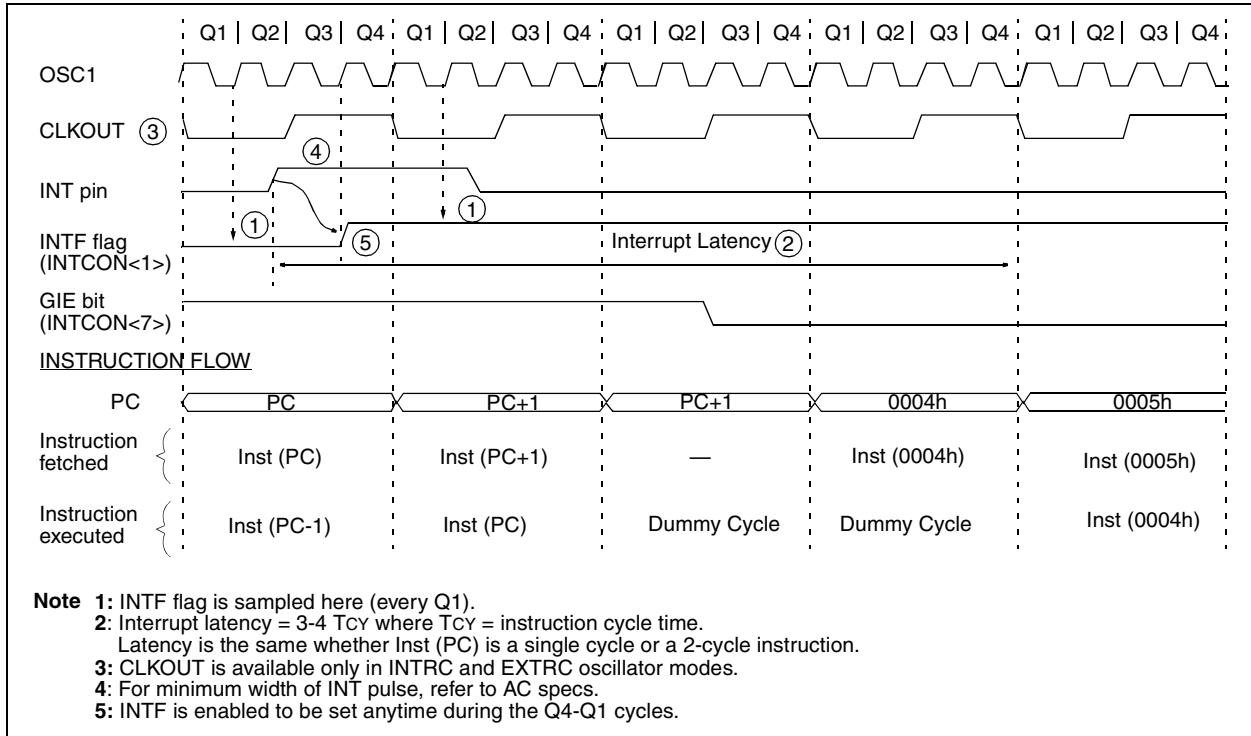 Q1 | Q2 | Q3 | Q4 Q1 | Q2 | Q3 | Q4 Q1 | Q2 | Q3 | Q4 Q1 | Q2 | Q3 | Q4 Q1 | Q2 | Q3 | Q4
OSC1
CLKOUT ③
④
INT pin
① ①
INTF flag
(INTCON<1>)
⑤
Interrupt Latency ②
GIE bit
(INTCON<7>)
INSTRUCTION FLOW
PC PC PC+1 PC+1 0004h 0005h
Instruction
fetched
Inst (PC) Inst (PC+1) — Inst (0004h) Inst (0005h)
Instruction
executed
Inst (PC-1) Inst (PC) Dummy Cycle Dummy Cycle Inst (0004h)
Note 1: INTF flag is sampled here (every Q1).
2: Interrupt latency = 3-4 TCY where TCY = instruction cycle time.
Latency is the same whether Inst (PC) is a single cycle or a 2-cycle instruction.
3: CLKOUT is available only in INTRC and EXTRC oscillator modes.
4: For minimum width of INT pulse, refer to AC specs.
5: INTF is enabled to be set anytime during the Q4-Q1 cycles.